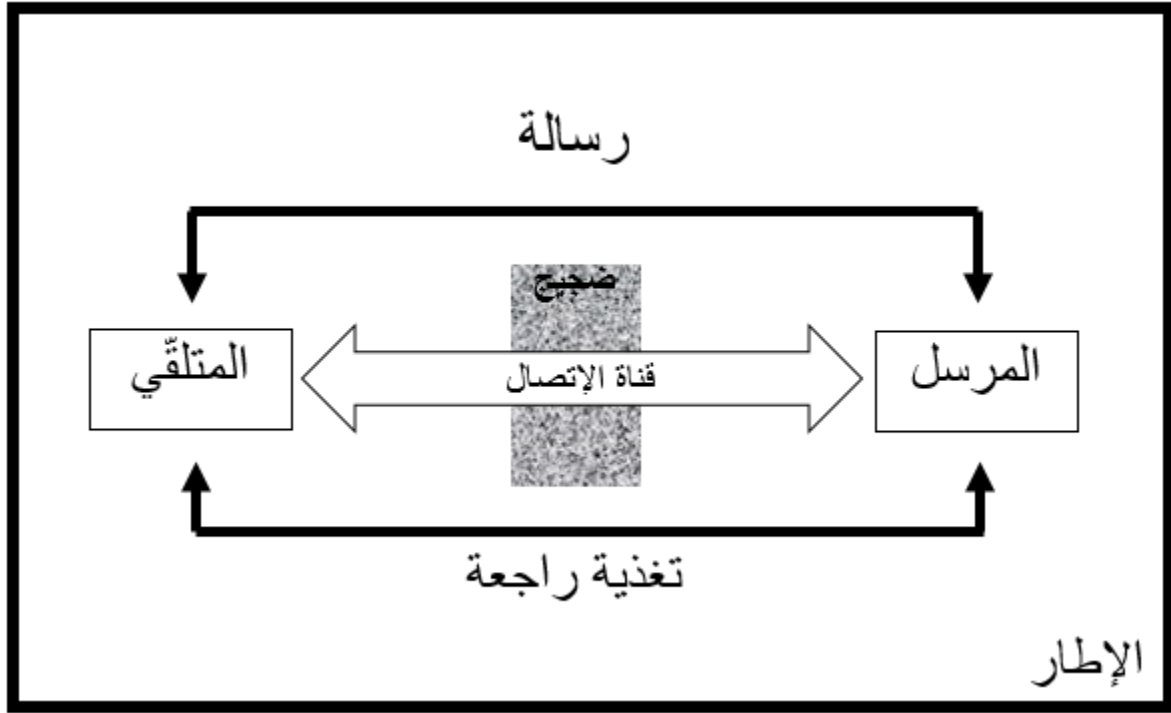 رسالة
ضجيج
المرسل
قناة الإتصال
المتلقّي
تغذية راجعة
الإطار